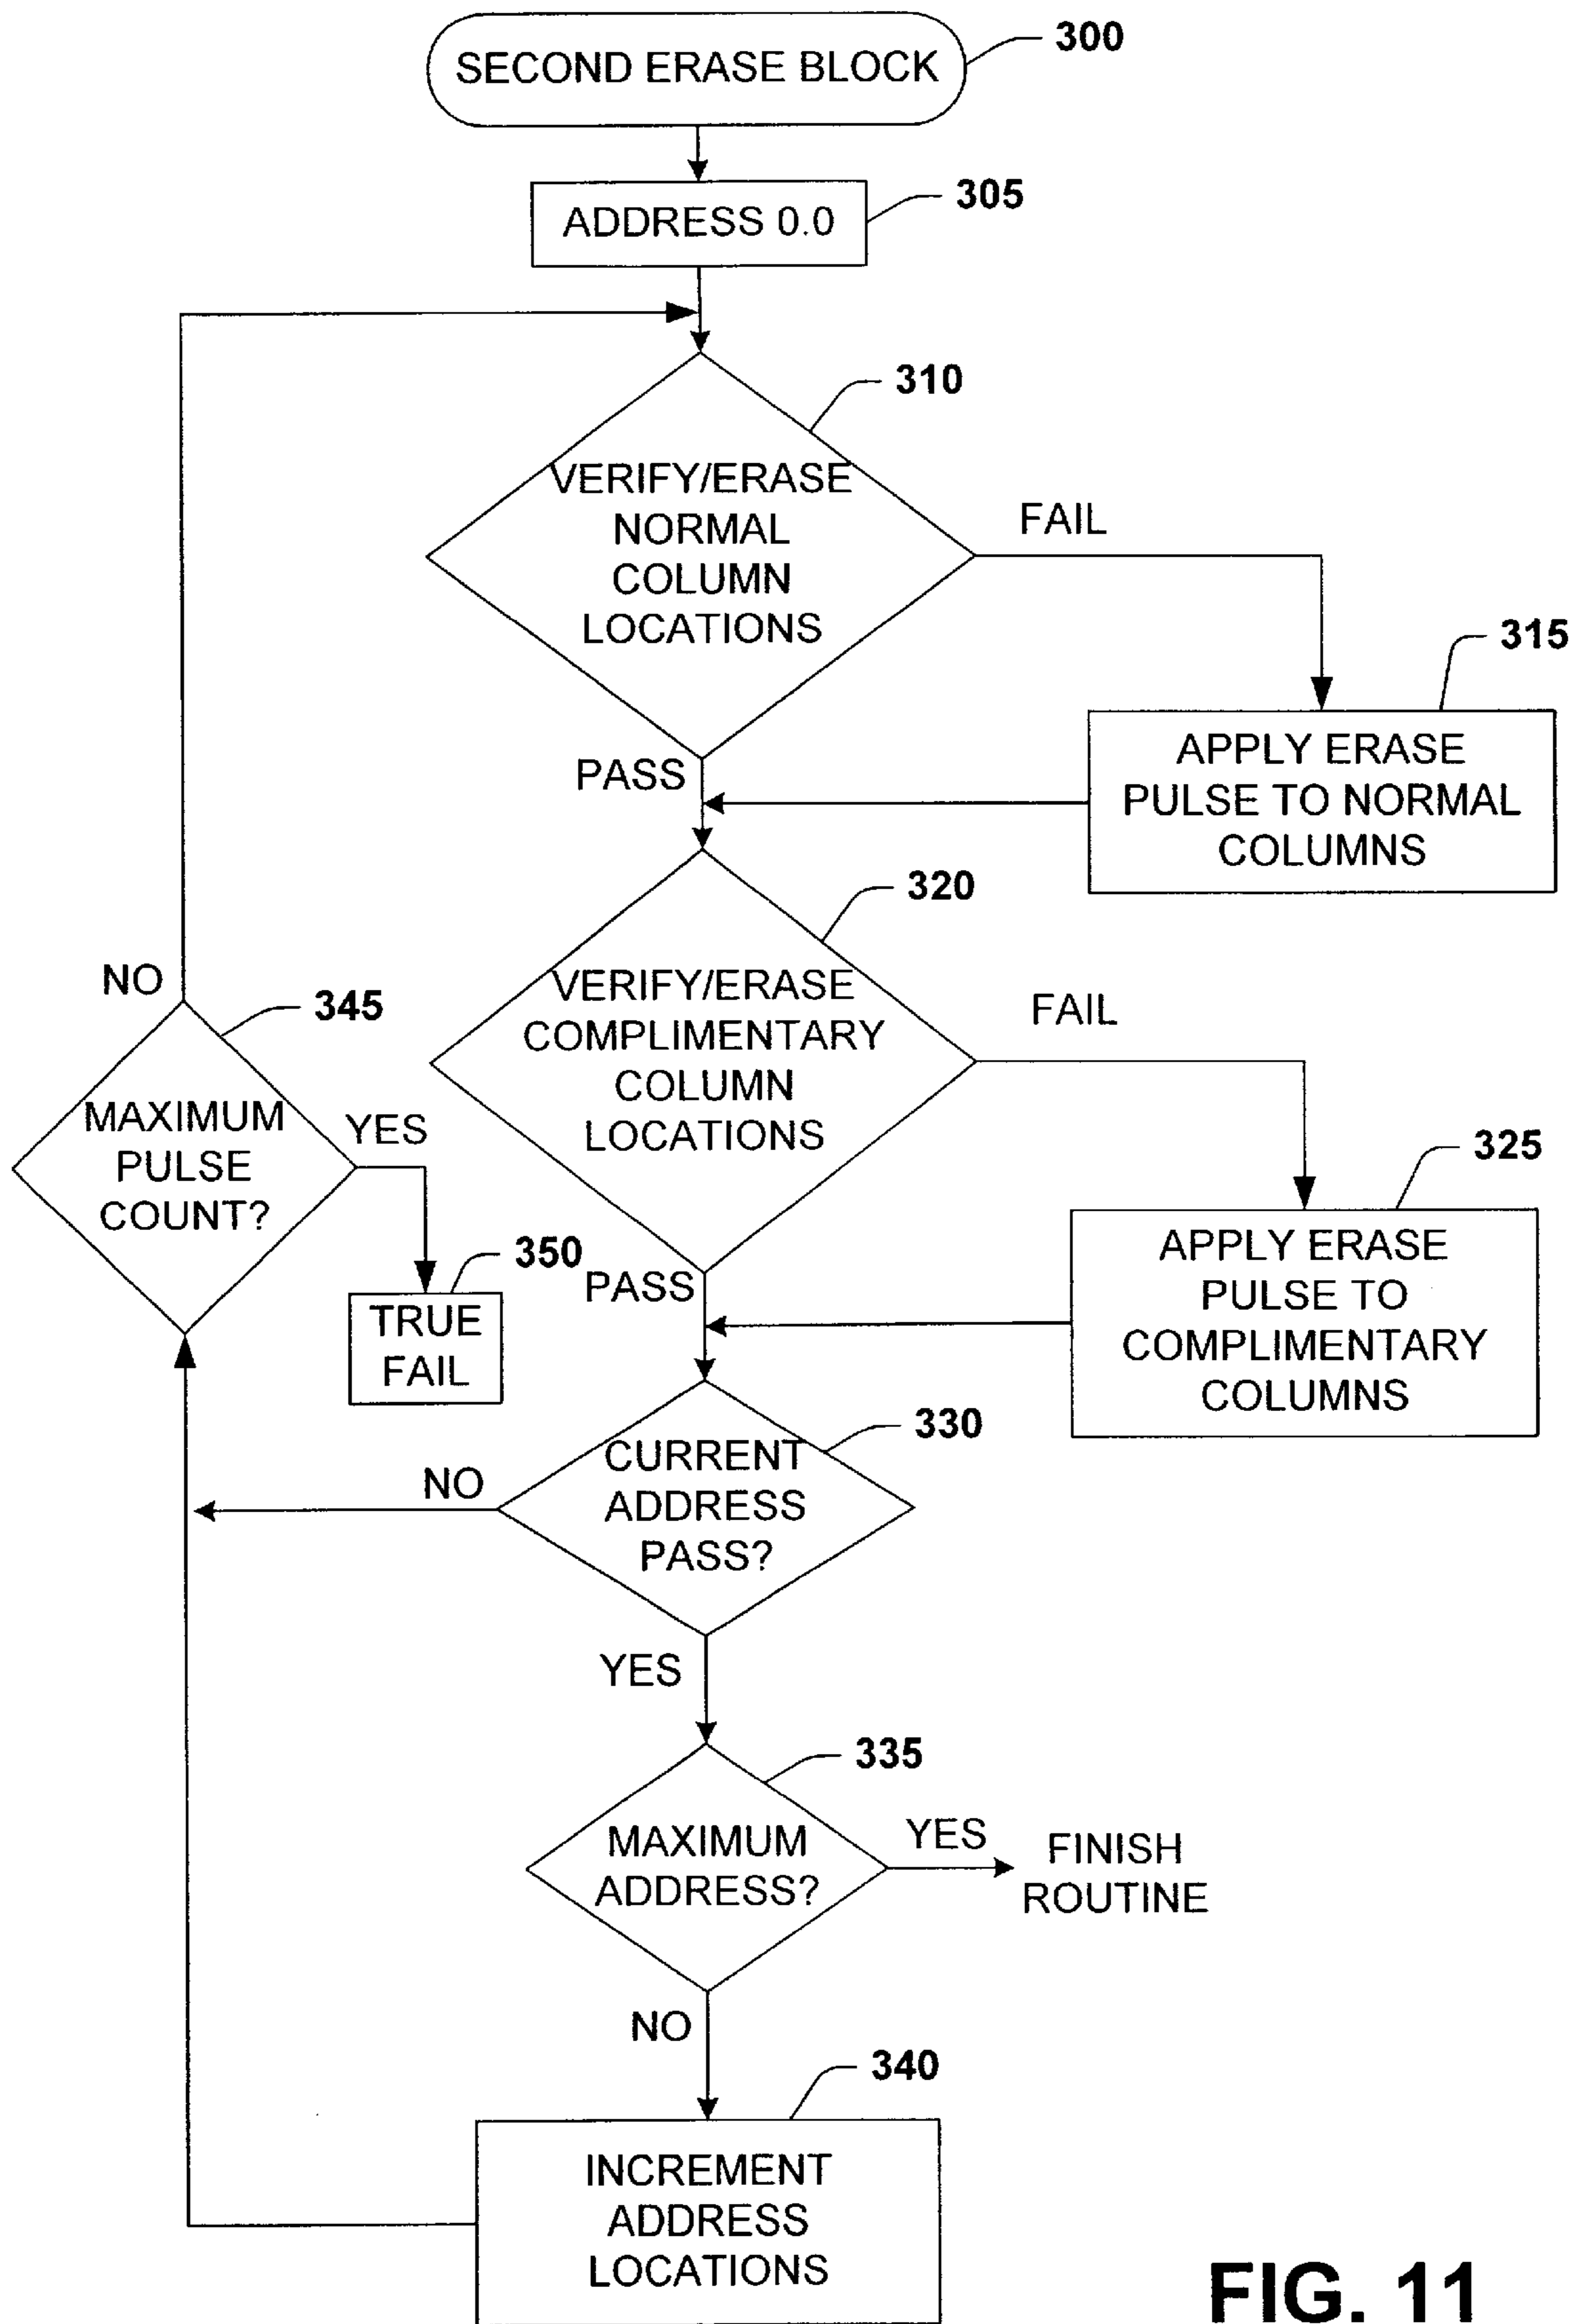 SECOND ERASE BLOCK
300
ADDRESS 0.0
305
310
VERIFY/ERASE
NORMAL
COLUMN
LOCATIONS
FAIL
315
PASS
APPLY ERASE
PULSE TO NORMAL
COLUMNS
320
NO
345
VERIFY/ERASE
COMPLIMENTARY
COLUMN
LOCATIONS
FAIL
MAXIMUM
PULSE
COUNT?
YES
325
350
PASS
TRUE
FAIL
APPLY ERASE
PULSE TO
COMPLIMENTARY
COLUMNS
330
NO
CURRENT
ADDRESS
PASS?
YES
335
MAXIMUM
ADDRESS?
YES
FINISH
ROUTINE
NO
340
INCREMENT
ADDRESS
LOCATIONS
FIG. 11